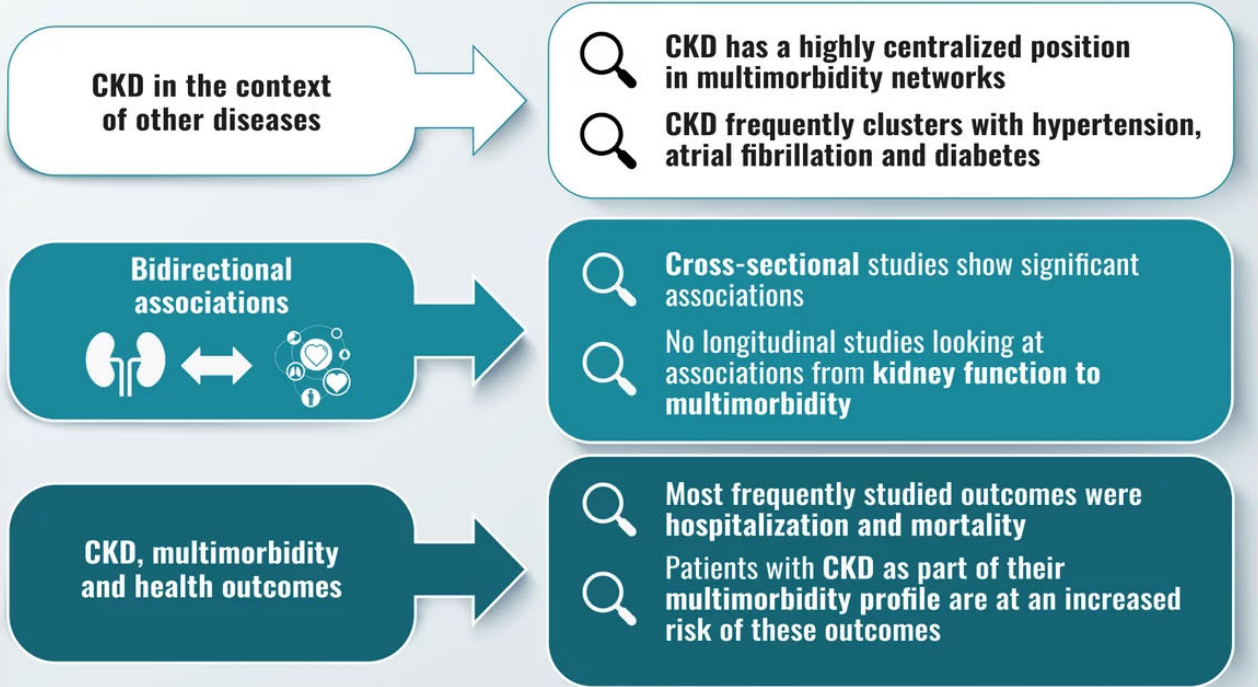 CKD in the context
of other diseases
CKD has a highly centralized position
in multimorbidity networks
CKD frequently clusters with hypertension,
atrial fibrillation and diabetes
Bidirectional
associations
Cross-sectional studies show significant
associations
No longitudinal studies looking at
associations from kidney function to
multimorbidity
CKD, multimorbidity
and health outcomes
Most frequently studied outcomes were
hospitalization and mortality
Patients with CKD as part of their
multimorbidity profile are at an increased
risk of these outcomes